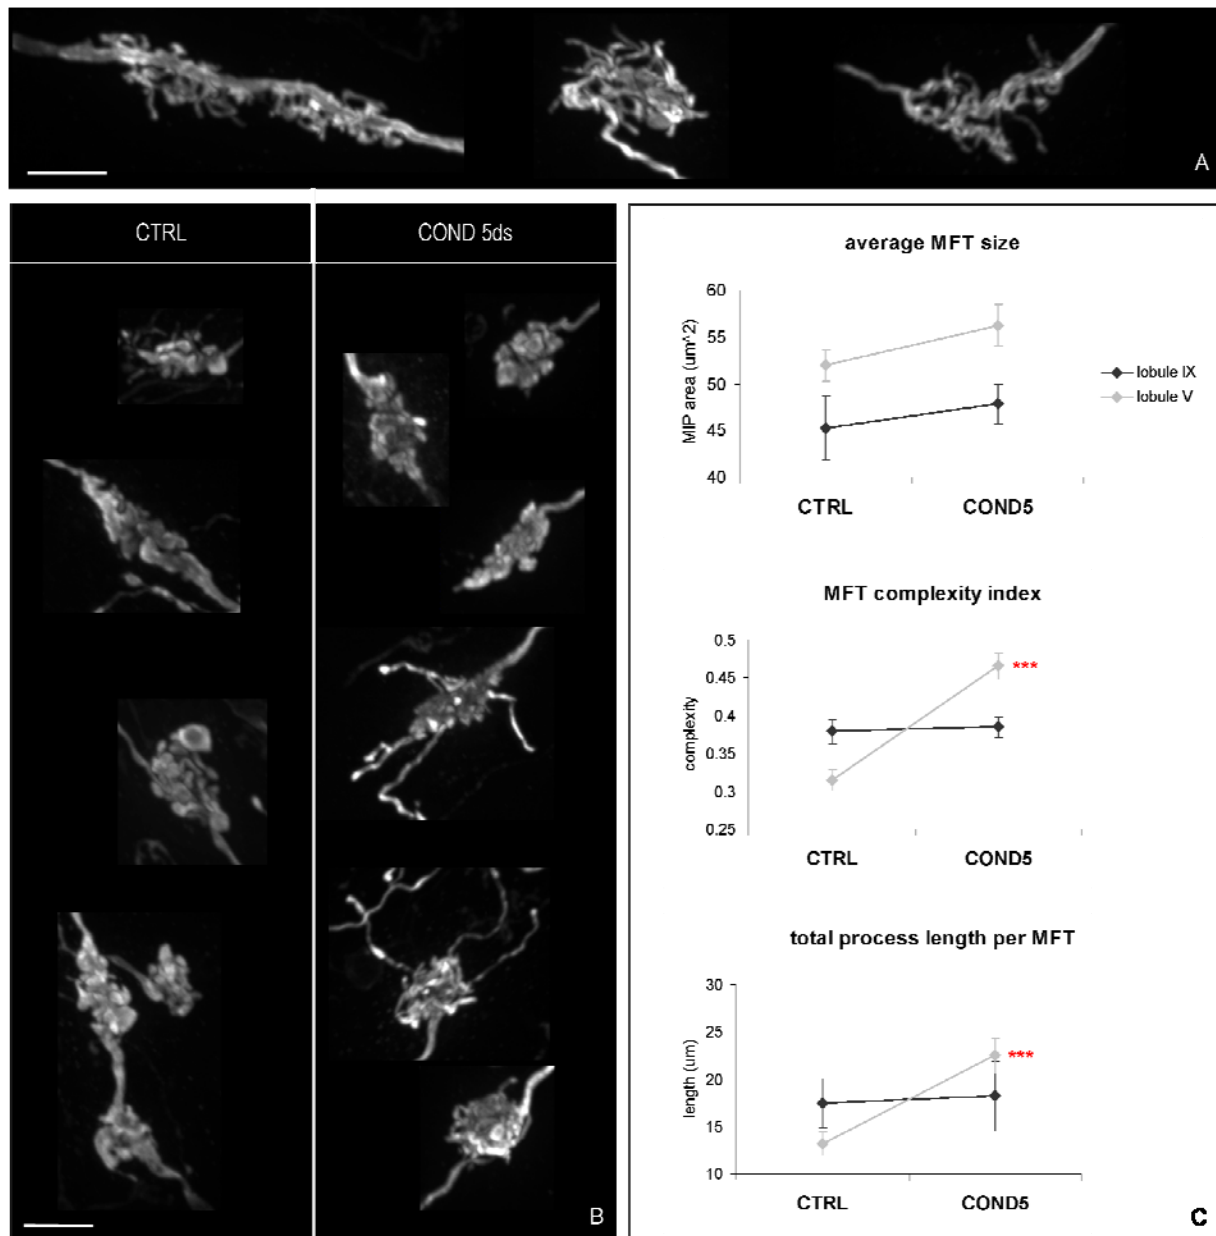 A
CTRL
COND 5ds
B
average MFT size
60
55
50
45
40
MIP area (um^2)
CTRL
COND5
lobule IX
lobule V
MFT complexity index
0.5
0.45
0.4
0.35
0.3
0.25
complexity
***
CTRL
COND5
total process length per MFT
30
25
20
15
10
length (um)
***
CTRL
COND5
C